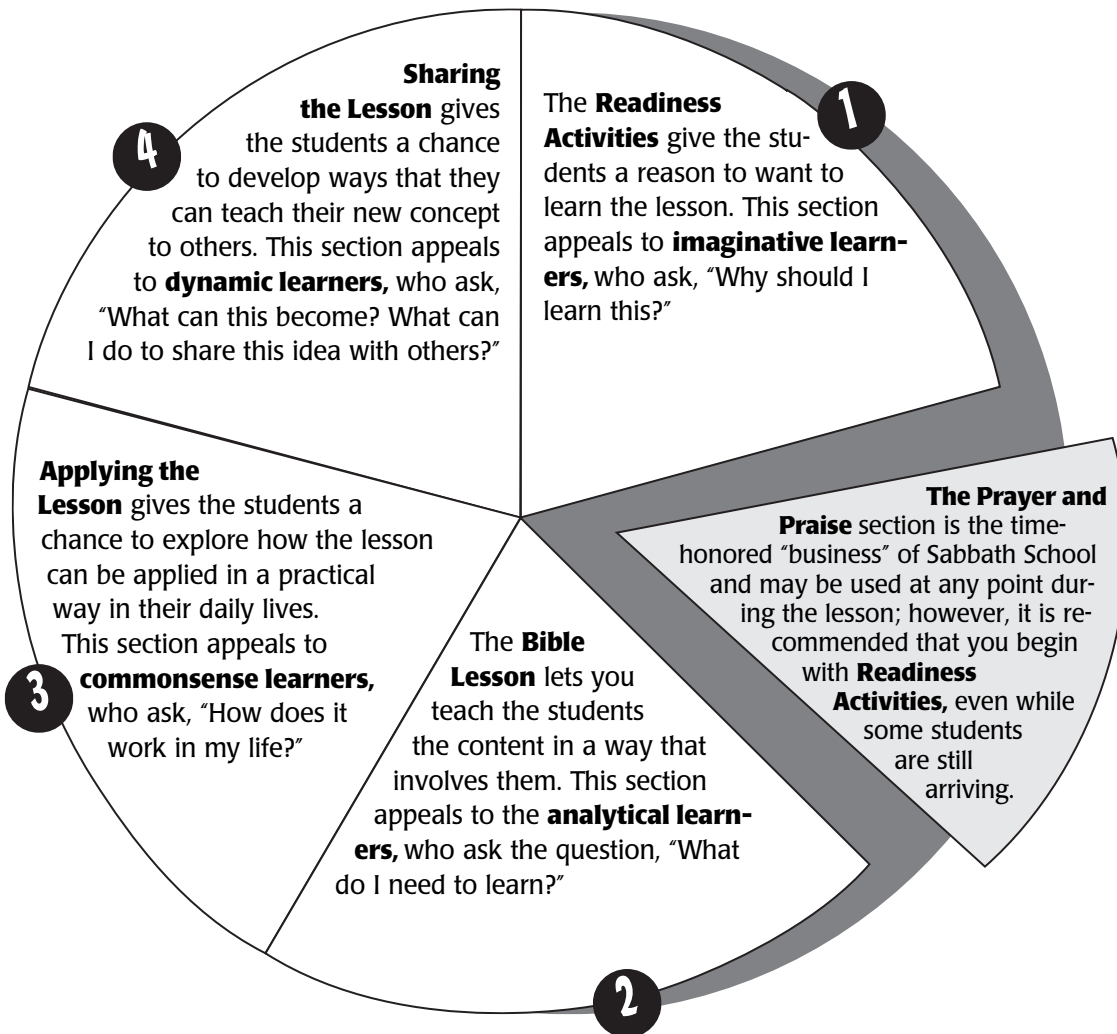 1
The Readiness
Activities give the stu-
dents a reason to want to
learn the lesson. This section
appeals to imaginative learn-
ers, who ask, “Why should I
learn this?”
The Prayer and
Praise section is the time-
honored “business” of Sabbath School
and may be used at any point dur-
ing the lesson; however, it is re-
commended that you begin
with Readiness
Activities, even while
some students
are still
arriving.
2
The Bible
Lesson lets you
teach the students
the content in a way that
involves them. This section
appeals to the analytical learn-
ers, who ask the question, “What
do I need to learn?”
3
Applying the
Lesson gives the students a
chance to explore how the lesson
can be applied in a practical
way in their daily lives.
This section appeals to
commonsense learners,
who ask, “How does it
work in my life?”
4
Sharing
the Lesson gives
the students a chance
to develop ways that they
can teach their new concept
to others. This section appeals
to dynamic learners, who ask,
“What can this become? What can
I do to share this idea with others?”